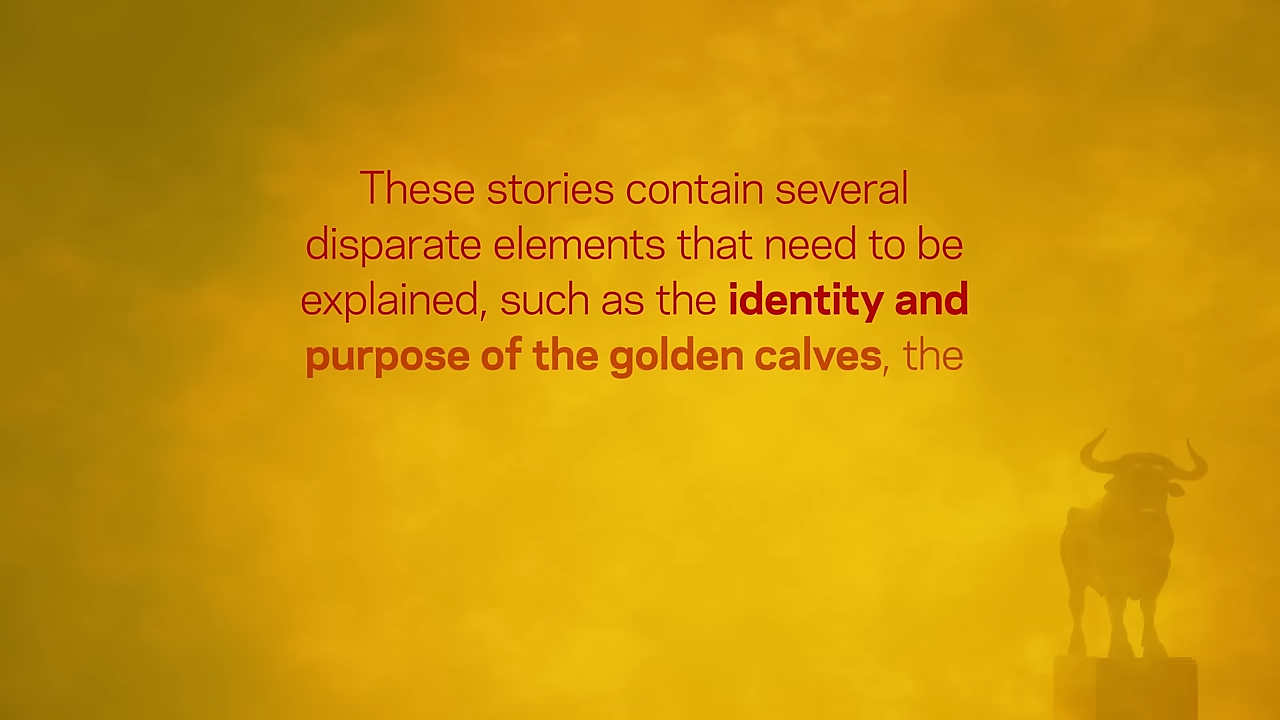 These stories contain several
disparate elements that need to be
explained, such as the identity and
purpose of the golden calves, the